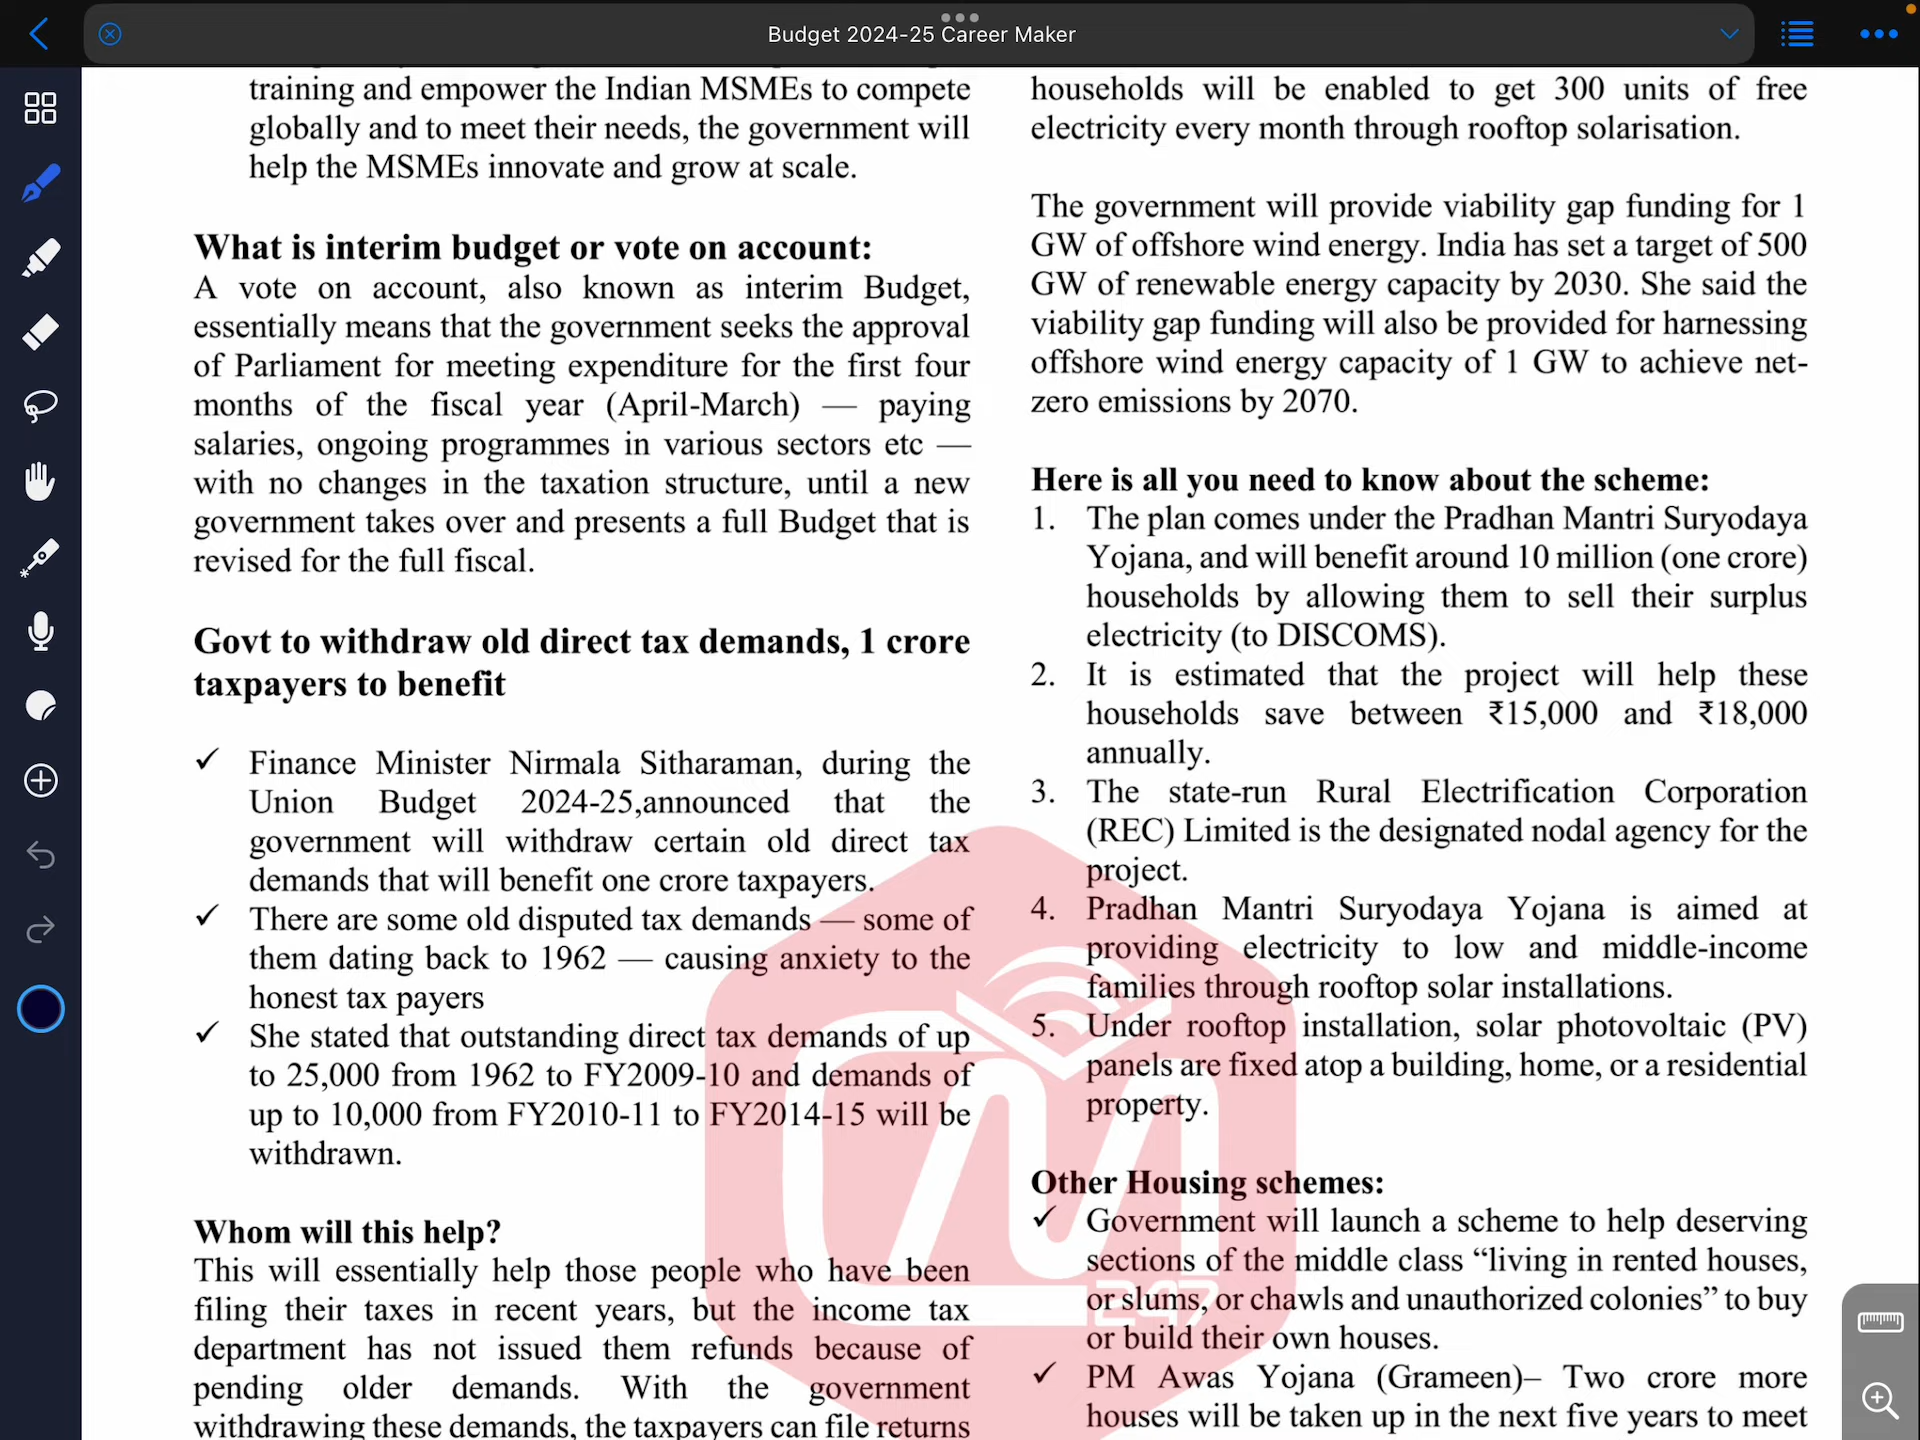 Budget 2024-25 Career Maker
training and empower the Indian MSMEs to compete
globally and to meet their needs, the government will
help the MSMEs innovate and grow at scale.
What is interim budget or vote on account:
A vote on account, also known as interim Budget,
essentially means that the government seeks the approval
of Parliament for meeting expenditure for the first four
months of the fiscal year (April-March) — paying
salaries, ongoing programmes in various sectors etc —
with no changes in the taxation structure, until a new
government takes over and presents a full Budget that is
revised for the full fiscal.
Govt to withdraw old direct tax demands, 1 crore
taxpayers to benefit
✓ Finance Minister Nirmala Sitharaman, during the
Union Budget 2024-25,announced that the
government will withdraw certain old direct tax
demands that will benefit one crore taxpayers.
✓ There are some old disputed tax demands — some of
them dating back to 1962 — causing anxiety to the
honest tax payers
✓ She stated that outstanding direct tax demands of up
to 25,000 from 1962 to FY2009-10 and demands of
up to 10,000 from FY2010-11 to FY2014-15 will be
withdrawn.
Whom will this help?
This will essentially help those people who have been
filing their taxes in recent years, but the income tax
department has not issued them refunds because of
pending older demands. With the government
withdrawing these demands, the taxpayers can file returns
households will be enabled to get 300 units of free
electricity every month through rooftop solarisation.
The government will provide viability gap funding for 1
GW of offshore wind energy. India has set a target of 500
GW of renewable energy capacity by 2030. She said the
viability gap funding will also be provided for harnessing
offshore wind energy capacity of 1 GW to achieve net-
zero emissions by 2070.
Here is all you need to know about the scheme:
1. The plan comes under the Pradhan Mantri Suryodaya
Yojana, and will benefit around 10 million (one crore)
households by allowing them to sell their surplus
electricity (to DISCOMS).
2. It is estimated that the project will help these
households save between ₹15,000 and ₹18,000
annually.
3. The state-run Rural Electrification Corporation
(REC) Limited is the designated nodal agency for the
project.
4. Pradhan Mantri Suryodaya Yojana is aimed at
providing electricity to low and middle-income
families through rooftop solar installations.
5. Under rooftop installation, solar photovoltaic (PV)
panels are fixed atop a building, home, or a residential
property.
Other Housing schemes:
✓ Government will launch a scheme to help deserving
sections of the middle class “living in rented houses,
or slums, or chawls and unauthorized colonies” to buy
or build their own houses.
✓ PM Awas Yojana (Grameen)– Two crore more
houses will be taken up in the next five years to meet
247